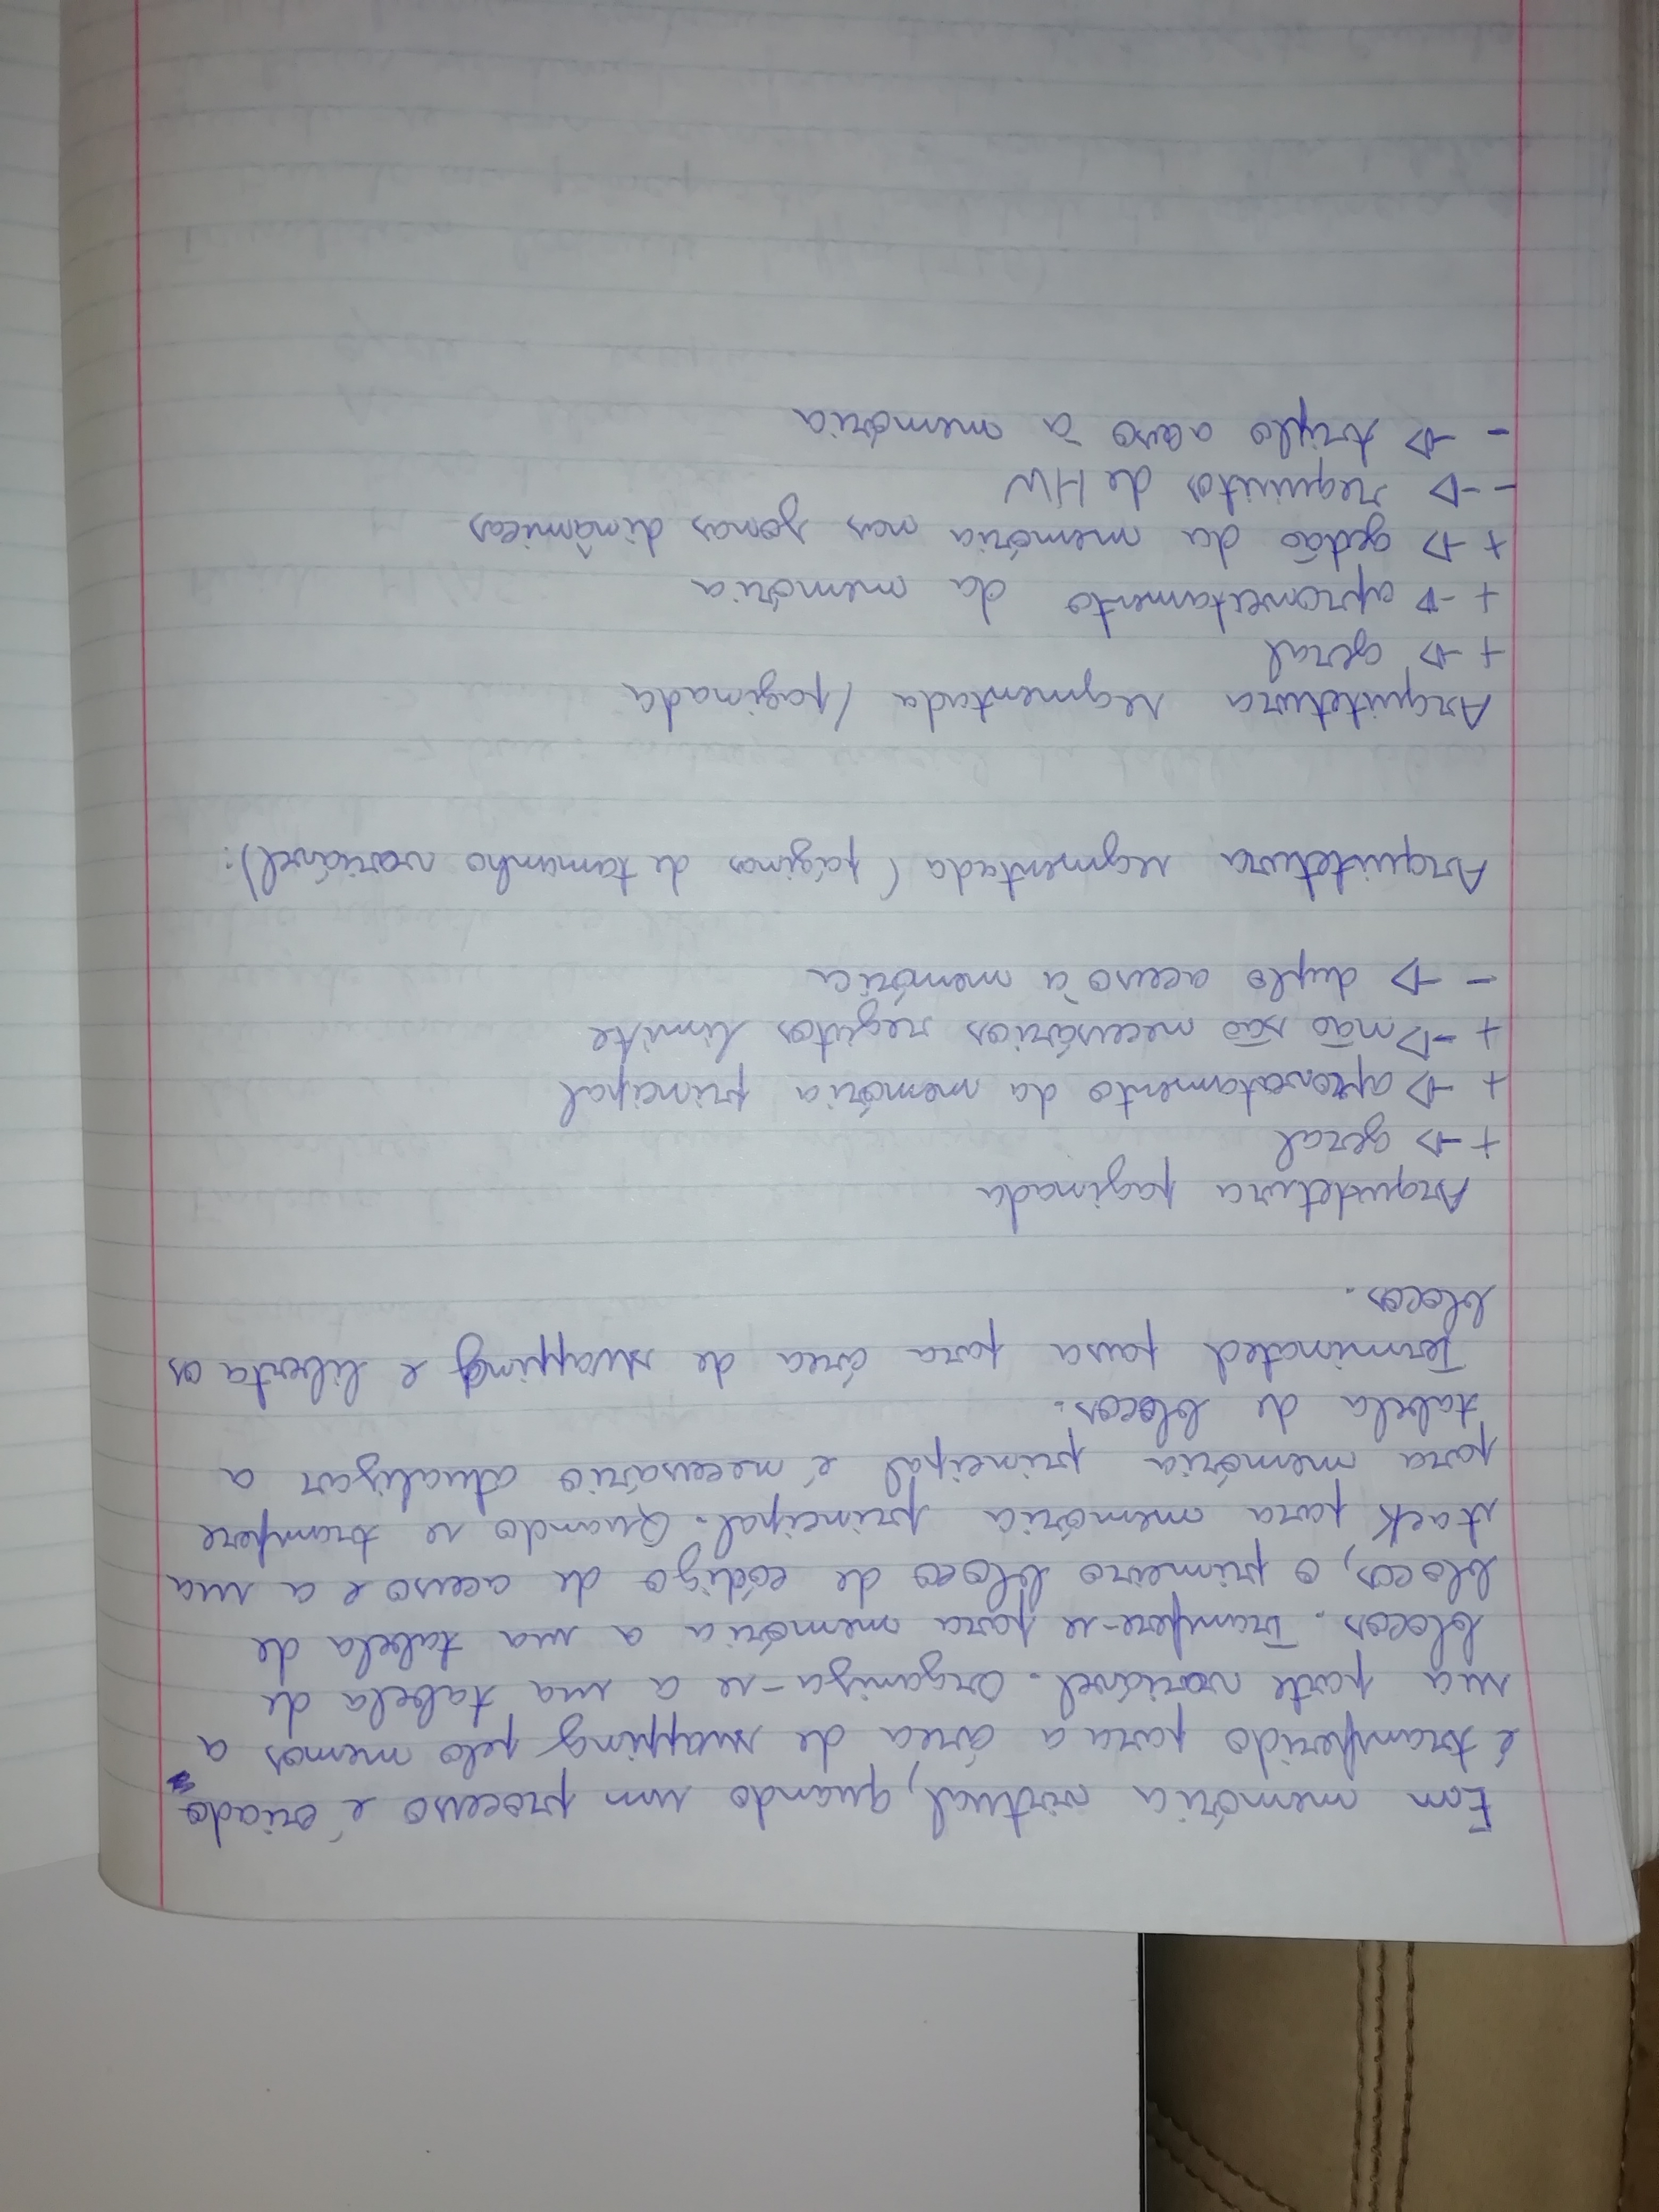 Em memória virtual, quando um processo é criado,
é transferido para a área de swapping pelo menos a
sua parte variável. Organiza-se a sua tabela de
blocos. Transfere-se para memória a sua tabela de
blocos, o primeiro bloco de código de acesso e a sua
stack para memória principal. Quando se transfere
para memória principal é necessário atualizar a
tabela de blocos.
Terminated passa para área de swapping e liberta os
blocos.
Arquitetura paginada
+ -> geral
+ -> aproveitamento da memória principal
+ -> não são necessários registos limite
- -> duplo acesso à memória
Arquitetura segmentada (páginas de tamanho variável):
Arquitetura segmentada / paginada
+ -> geral
+ -> aproveitamento da memória
+ -> gestão da memória nas zonas dinâmicas
- -> requisitos de HW
- -> triplo acesso à memória